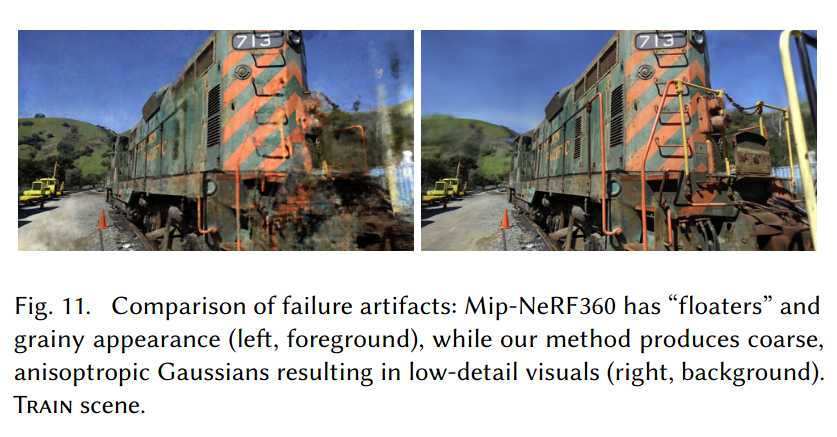 713
713
Fig. 11. Comparison of failure artifacts: Mip-NeRF360 has “floaters” and
grainy appearance (left, foreground), while our method produces coarse,
anisoptropic Gaussians resulting in low-detail visuals (right, background).
Train scene.